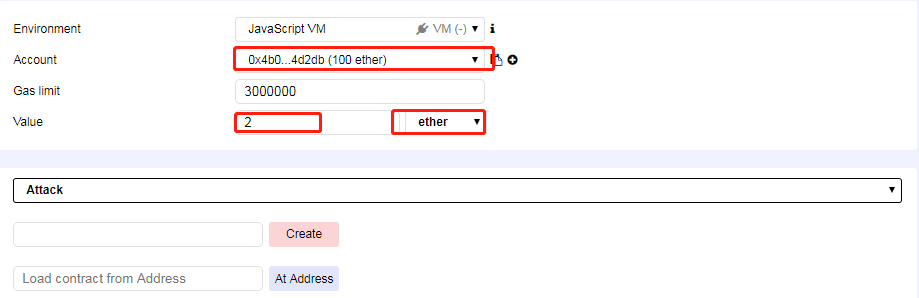 Environment JavaScript VM VM (-)
Account 0x4b0...4d2db (100 ether)
Gas limit 3000000
Value 2 ether
Attack
Create
Load contract from Address At Address